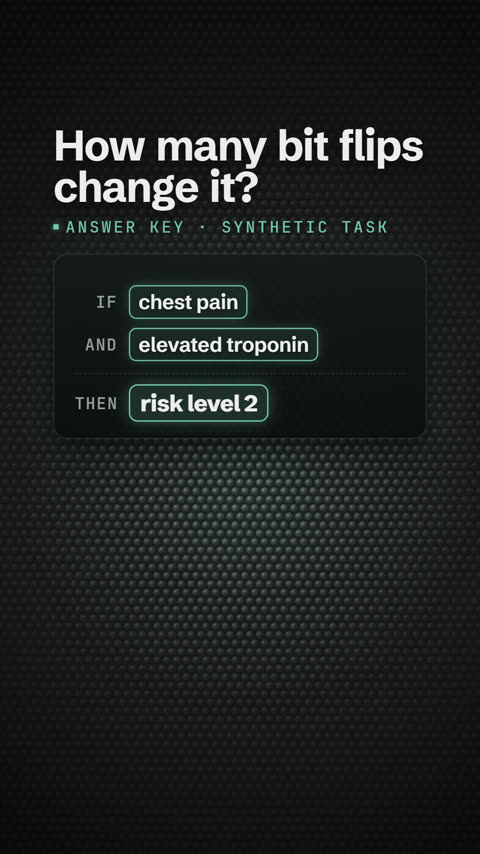 How many bit flips
change it?
ANSWER KEY · SYNTHETIC TASK
IF chest pain
AND elevated troponin
THEN risk level 2